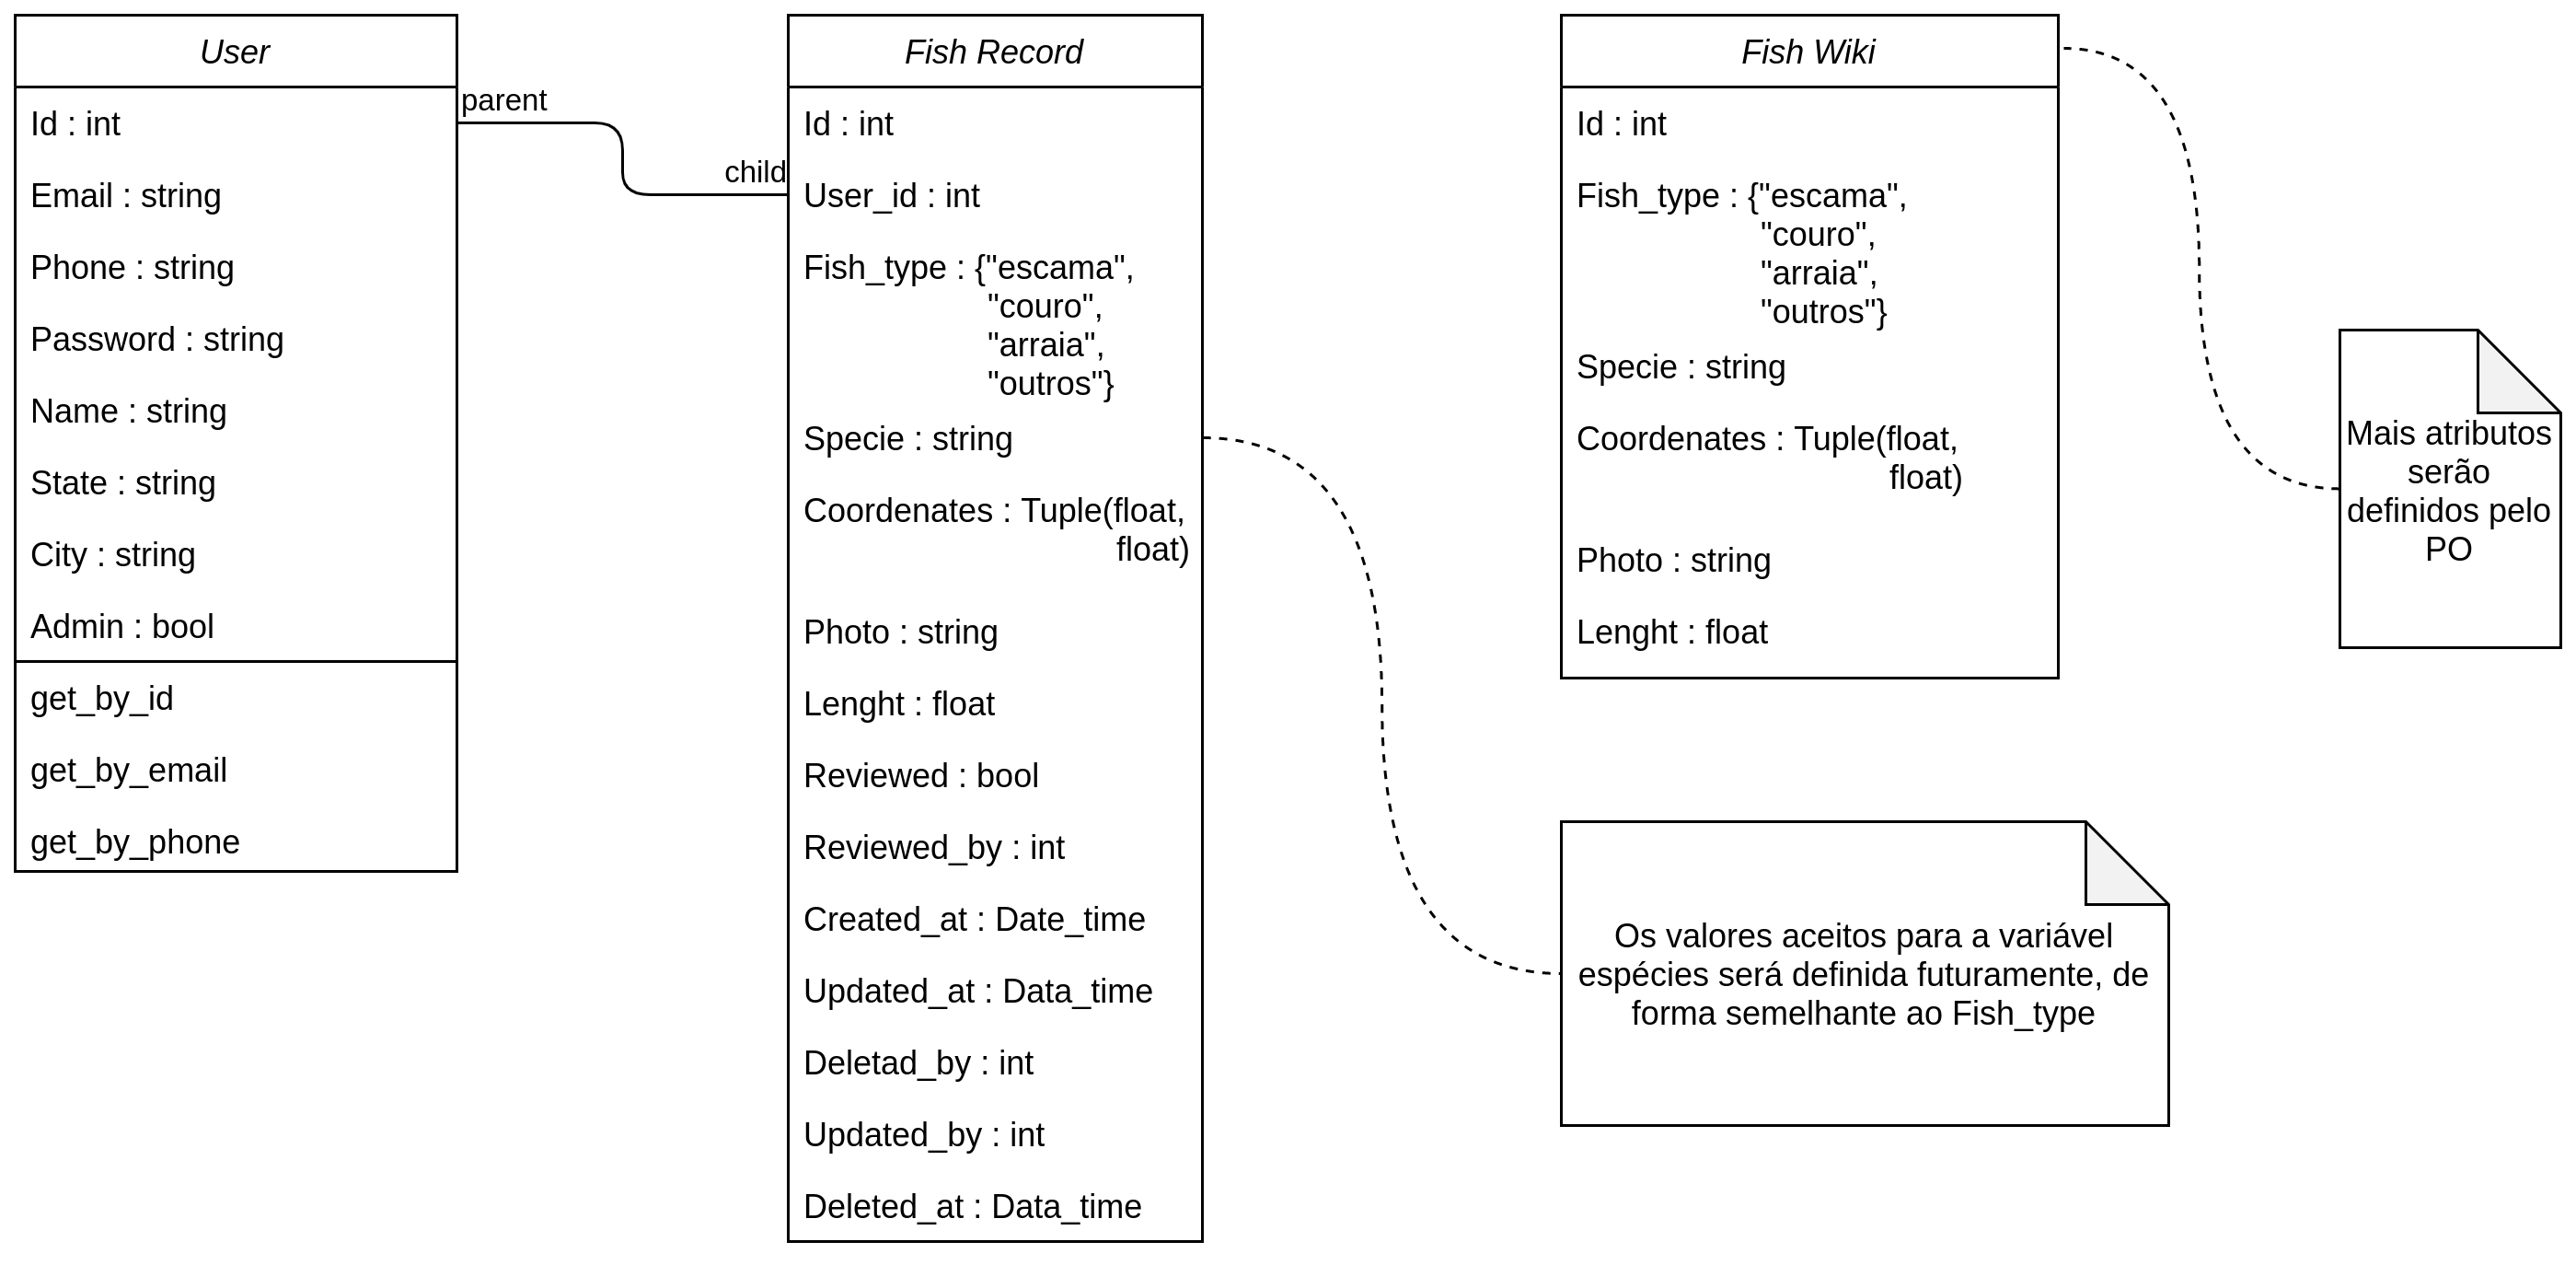 User
Id : int
Email : string
Phone : string
Password : string
Name : string
State : string
City : string
Admin : bool
get_by_id
get_by_email
get_by_phone
parent
child
Fish Record
Id : int
User_id : int
Fish_type : {"escama",
"couro",
"arraia",
"outros"}
Specie : string
Coordenates : Tuple(float,
float)
Photo : string
Lenght : float
Reviewed : bool
Reviewed_by : int
Created_at : Date_time
Updated_at : Data_time
Deletad_by : int
Updated_by : int
Deleted_at : Data_time
Fish Wiki
Id : int
Fish_type : {"escama",
"couro",
"arraia",
"outros"}
Specie : string
Coordenates : Tuple(float,
float)
Photo : string
Lenght : float
Mais atributos
serão
definidos pelo
PO
Os valores aceitos para a variável
espécies será definida futuramente, de
forma semelhante ao Fish_type